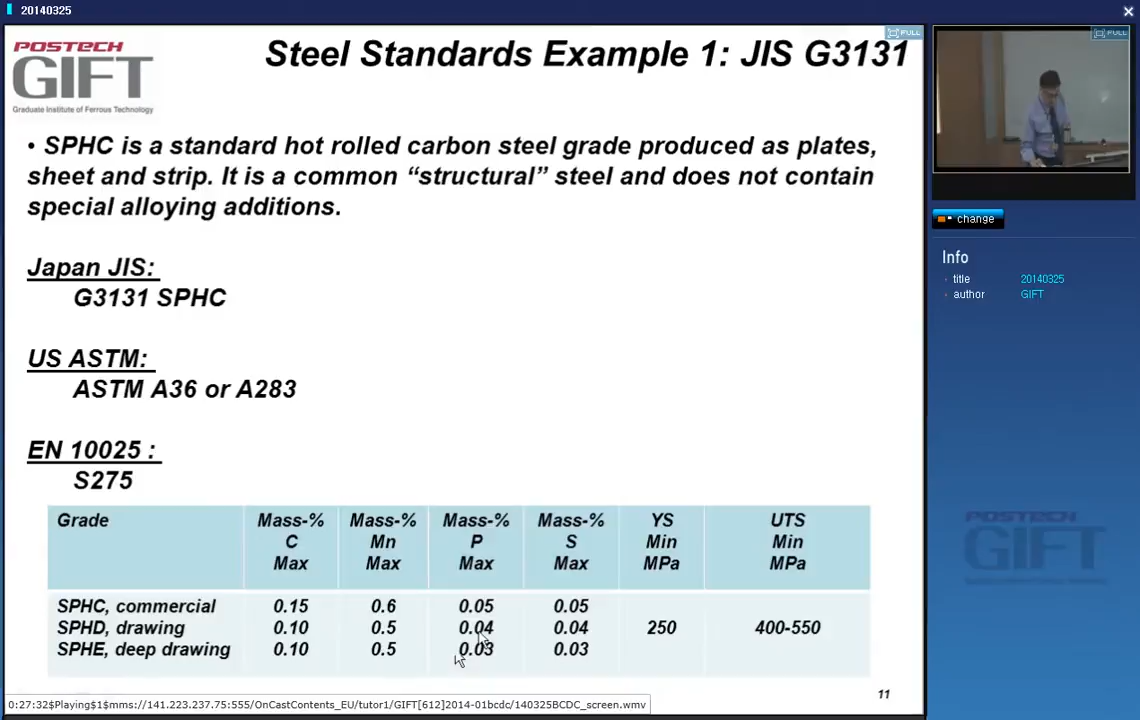 20140325
POSTECH
GIFT
Graduate Institute of Ferrous Technology
Steel Standards Example 1: JIS G3131
FULL
FULL
• SPHC is a standard hot rolled carbon steel grade produced as plates,
sheet and strip. It is a common “structural” steel and does not contain
special alloying additions.
Japan JIS:
G3131 SPHC
US ASTM:
ASTM A36 or A283
EN 10025 :
S275
Grade Mass-% Mass-% Mass-% Mass-% YS UTS
C Mn P S Min Min
Max Max Max Max MPa MPa
SPHC, commercial 0.15 0.6 0.05 0.05
SPHD, drawing 0.10 0.5 0.04 0.04 250 400-550
SPHE, deep drawing 0.10 0.5 0.03 0.03
11
0:27:32$Playing$1$mms://141.223.237.75:555/OnCastContents_EU/tutor1/GIFT[612]2014-01bcdc/140325BCDC_screen.wmv
change
Info
title 20140325
author GIFT
POSTECH
GIFT